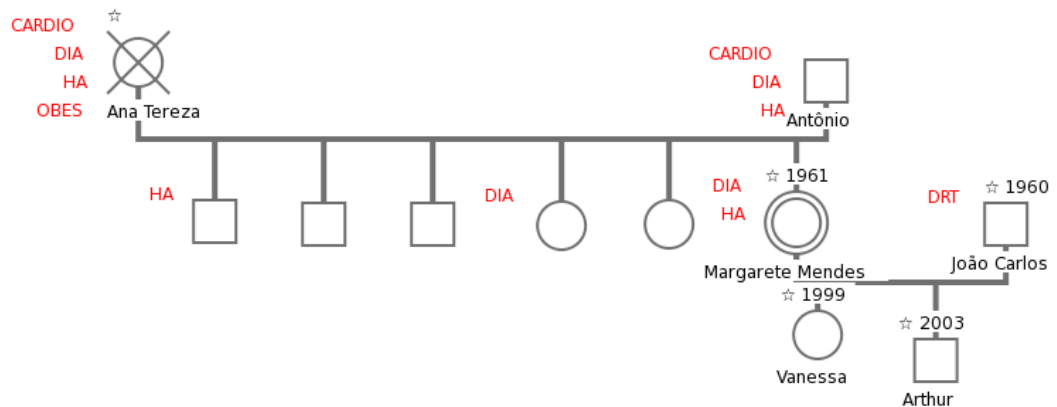 ☆
CARDIO
DIA
HA
OBES
Ana Tereza
CARDIO
DIA
HA
Antônio
HA
DIA
☆ 1961
DIA
HA
Margarete Mendes
DRT
☆ 1960
João Carlos
☆ 1999
Vanessa
☆ 2003
Arthur